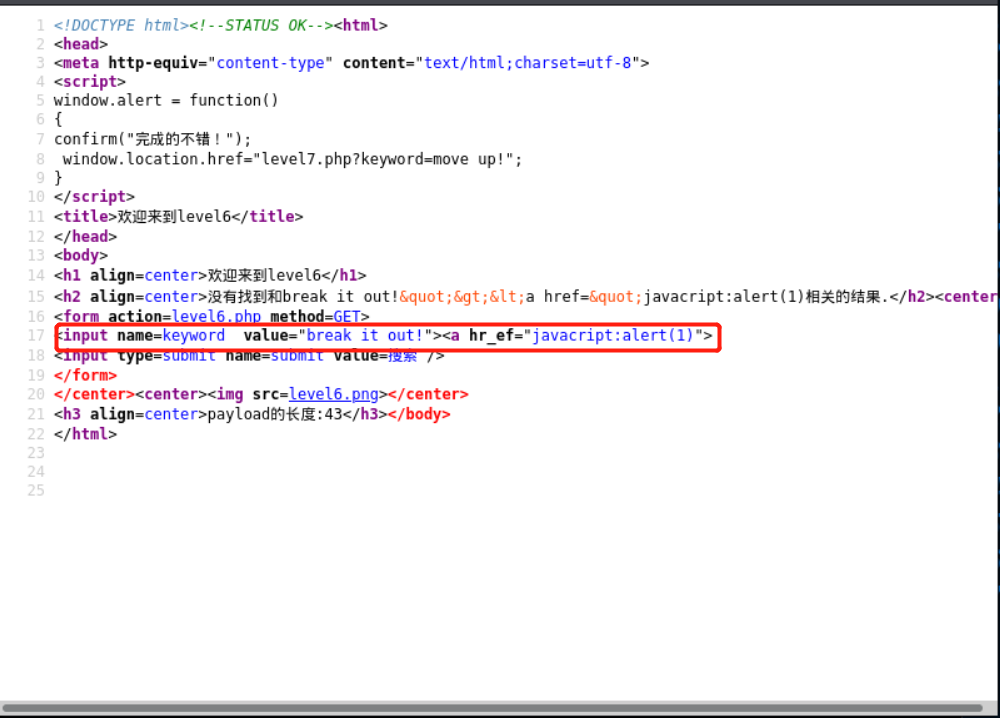 1 <!DOCTYPE html><!--STATUS OK--><html>
2 <head>
3 <meta http-equiv="content-type" content="text/html;charset=utf-8">
4 <script>
5 window.alert = function()
6 {
7 confirm("完成的不错！");
8  window.location.href="level7.php?keyword=move up!";
9 }
10 </script>
11 <title>欢迎来到level6</title>
12 </head>
13 <body>
14 <h1 align=center>欢迎来到level6</h1>
15 <h2 align=center>没有找到和break it out!&quot;&gt;&lt;a href=&quot;javacript:alert(1)相关的结果.</h2><center
16 <form action=level6.php method=GET>
17 <input name=keyword  value="break it out!"><a hr_ef="javacript:alert(1)">
18 <input type=submit name=submit value=搜索 />
19 </form>
20 </center><center><img src=level6.png></center>
21 <h3 align=center>payload的长度:43</h3></body>
22 </html>
23
24
25